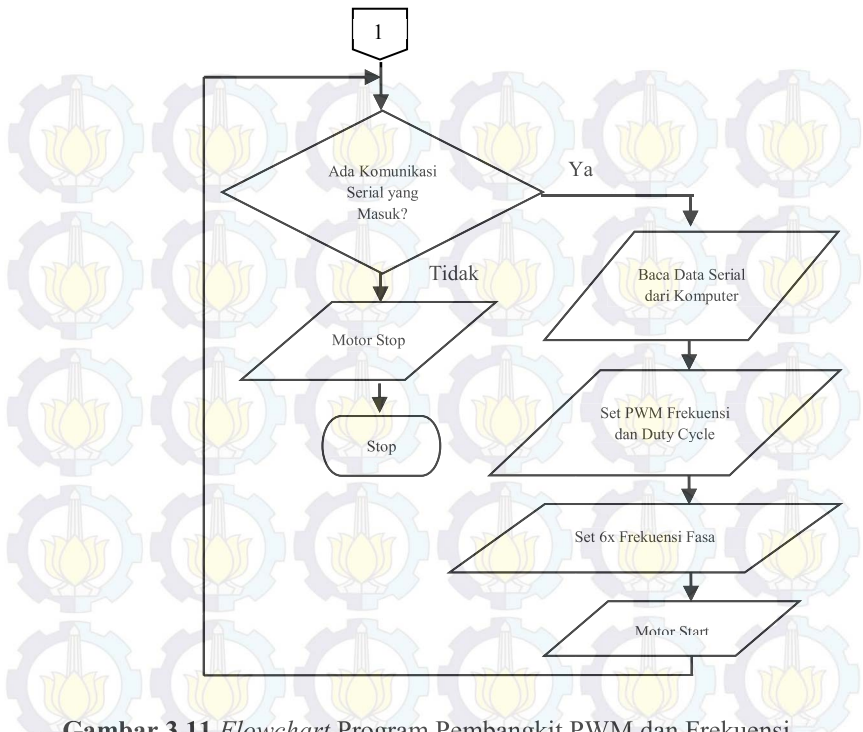 1
Ada Komunikasi
Serial yang
Masuk?
Ya
Tidak
Baca Data Serial
dari Komputer
Motor Stop
Set PWM Frekuensi
dan Duty Cycle
Stop
Set 6x Frekuensi Fasa
Motor Start
Gambar 3.11 Flowchart Program Pembangkit PWM dan Frekuensi